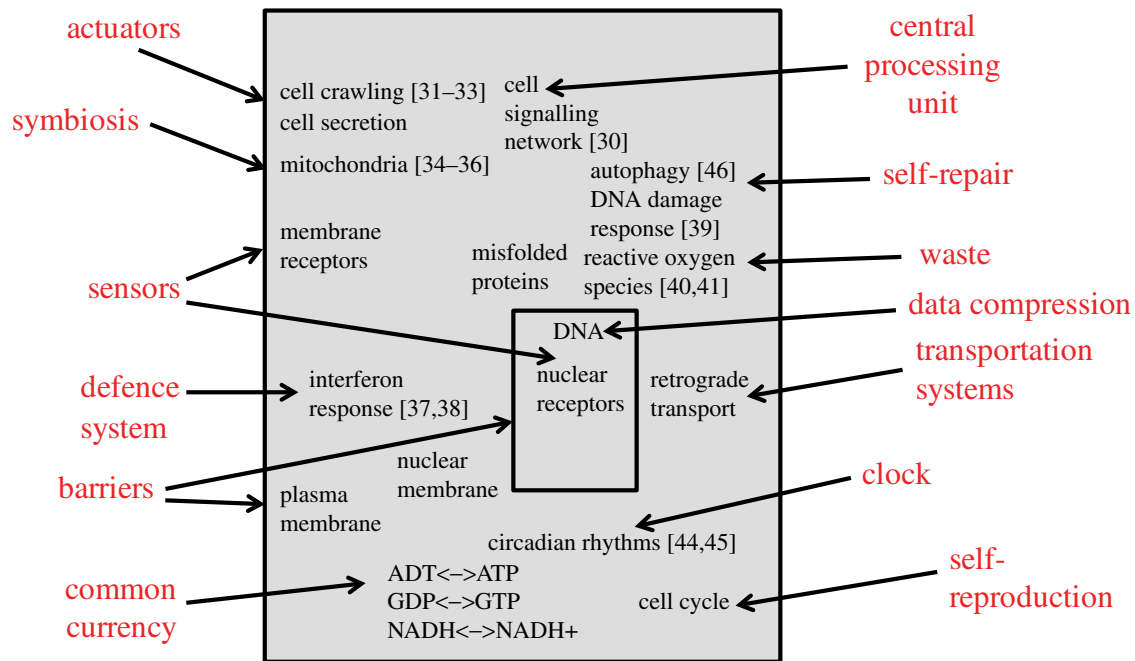 actuators
symbiosis
sensors
defence
system
barriers
common
currency
cell crawling [31–33]
cell secretion
mitochondria [34–36]
membrane
receptors
interferon
response [37,38]
nuclear
membrane
plasma
membrane
ADT<–>ATP
GDP<–>GTP
NADH<–>NADH+
cell
signalling
network [30]
autophagy [46]
DNA damage
response [39]
misfolded
proteins
reactive oxygen
species [40,41]
DNA
nuclear
receptors
retrograde
transport
circadian rhythms [44,45]
cell cycle
central
processing
unit
self-repair
waste
data compression
transportation
systems
clock
self-
reproduction